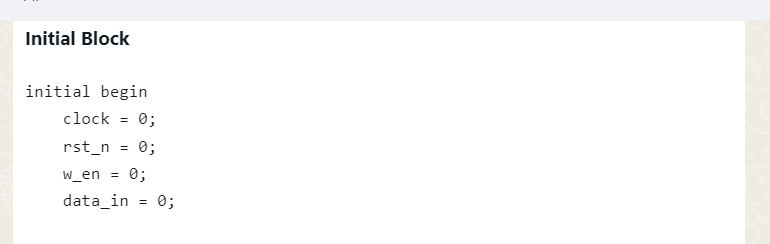 Initial Block
initial begin
clock = 0;
rst_n = 0;
w_en = 0;
data_in = 0;